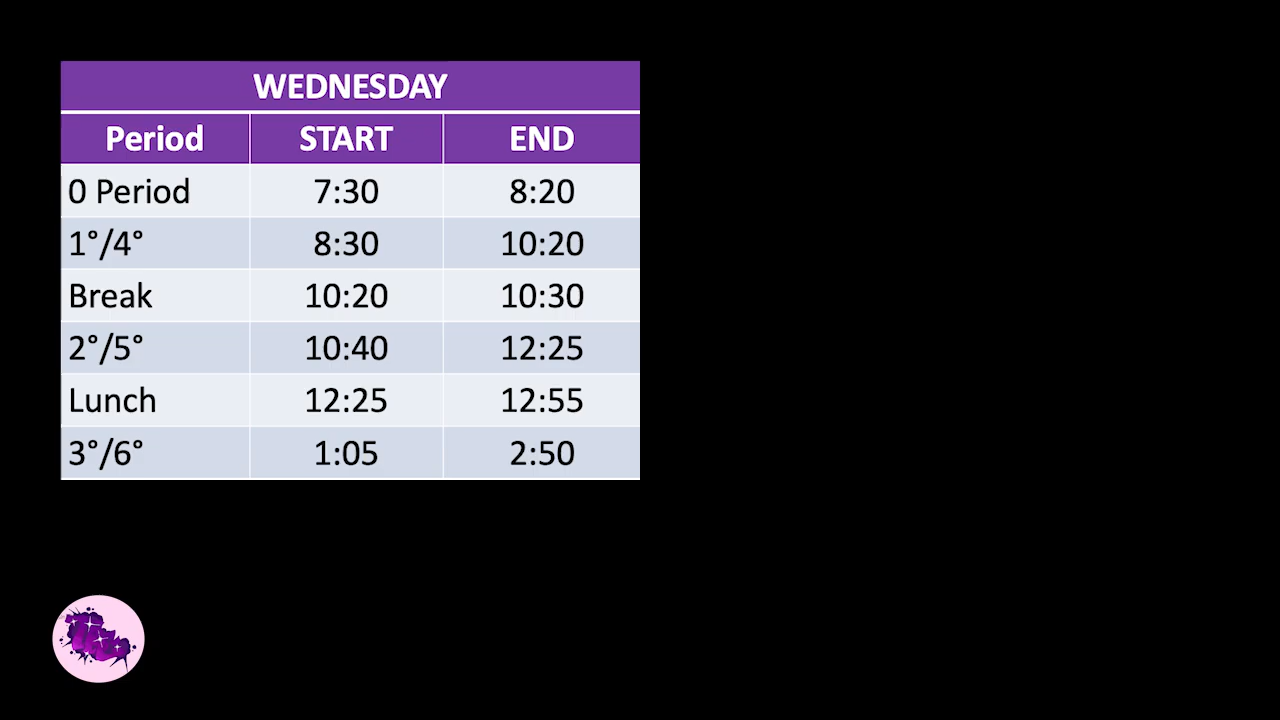 WEDNESDAY
Period START END
0 Period 7:30 8:20
1°/4° 8:30 10:20
Break 10:20 10:30
2°/5° 10:40 12:25
Lunch 12:25 12:55
3°/6° 1:05 2:50